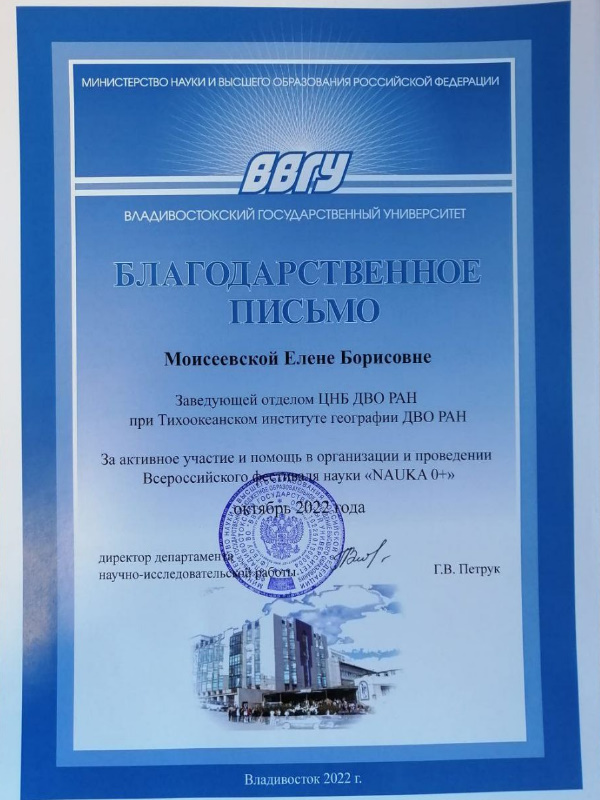 МИНИСТЕРСТВО НАУКИ И ВЫСШЕГО ОБРАЗОВАНИЯ РОССИЙСКОЙ ФЕДЕРАЦИИ
ВВГУ
ВЛАДИВОСТОКСКИЙ ГОСУДАРСТВЕННЫЙ УНИВЕРСИТЕТ
БЛАГОДАРСТВЕННОЕ
ПИСЬМО
Моисеевской Елене Борисовне
Заведующей отделом ЦНБ ДВО РАН
при Тихоокеанском институте географии ДВО РАН
За активное участие и помощь в организации и проведении
Всероссийского фестиваля науки «NAUKA 0+»
октябрь 2022 года
директор департамента
научно-исследовательской работы
Г.В. Петрук
Владивосток 2022 г.